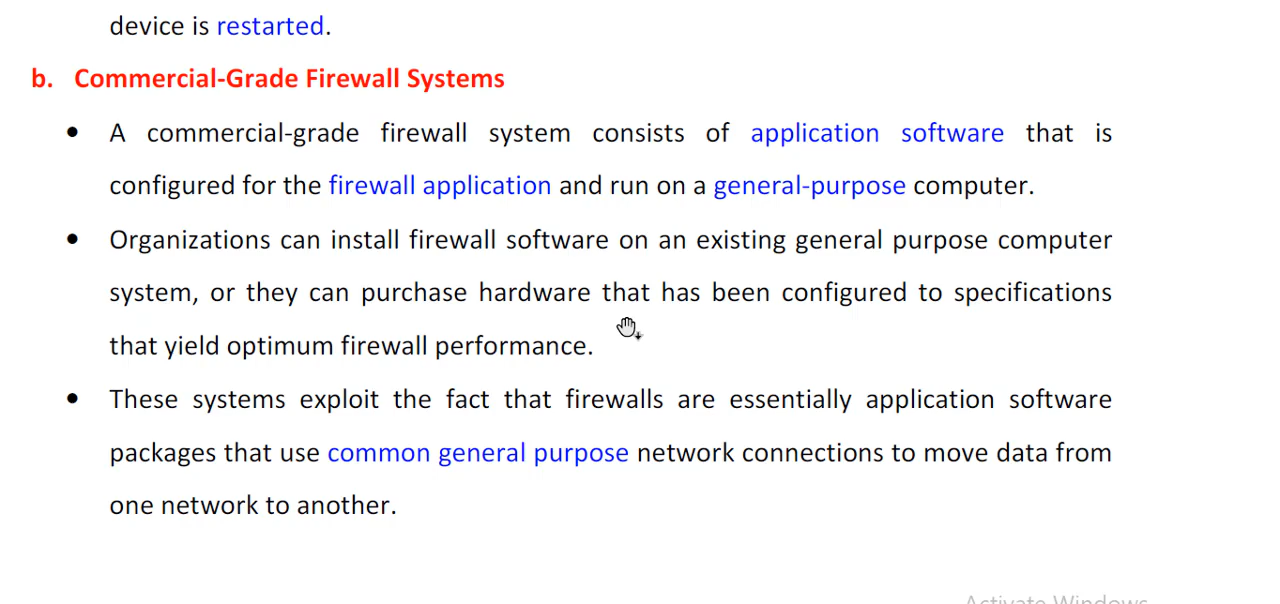 device is restarted.
b. Commercial-Grade Firewall Systems
• A commercial-grade firewall system consists of application software that is
configured for the firewall application and run on a general-purpose computer.
• Organizations can install firewall software on an existing general purpose computer
system, or they can purchase hardware that has been configured to specifications
that yield optimum firewall performance.
• These systems exploit the fact that firewalls are essentially application software
packages that use common general purpose network connections to move data from
one network to another.
Activate Windows